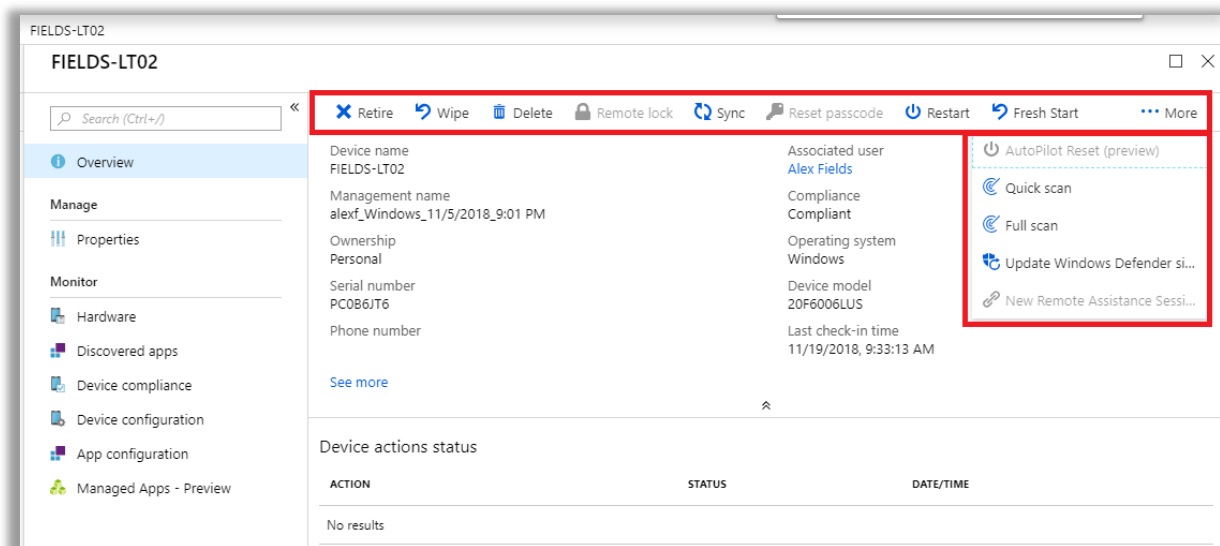 FIELDS-LT02
FIELDS-LT02
Search (Ctrl+/)
Overview
Manage
Properties
Monitor
Hardware
Discovered apps
Device compliance
Device configuration
App configuration
Managed Apps - Preview
Retire Wipe Delete Remote lock Sync Reset passcode Restart Fresh Start ··· More
Device name
FIELDS-LT02
Management name
alexf_Windows_11/5/2018_9:01 PM
Ownership
Personal
Serial number
PC0B6JT6
Phone number
See more
Associated user
Alex Fields
Compliance
Compliant
Operating system
Windows
Device model
20F6006LUS
Last check-in time
11/19/2018, 9:33:13 AM
AutoPilot Reset (preview)
Quick scan
Full scan
Update Windows Defender si...
New Remote Assistance Sessi...
Device actions status
ACTION STATUS DATE/TIME
No results